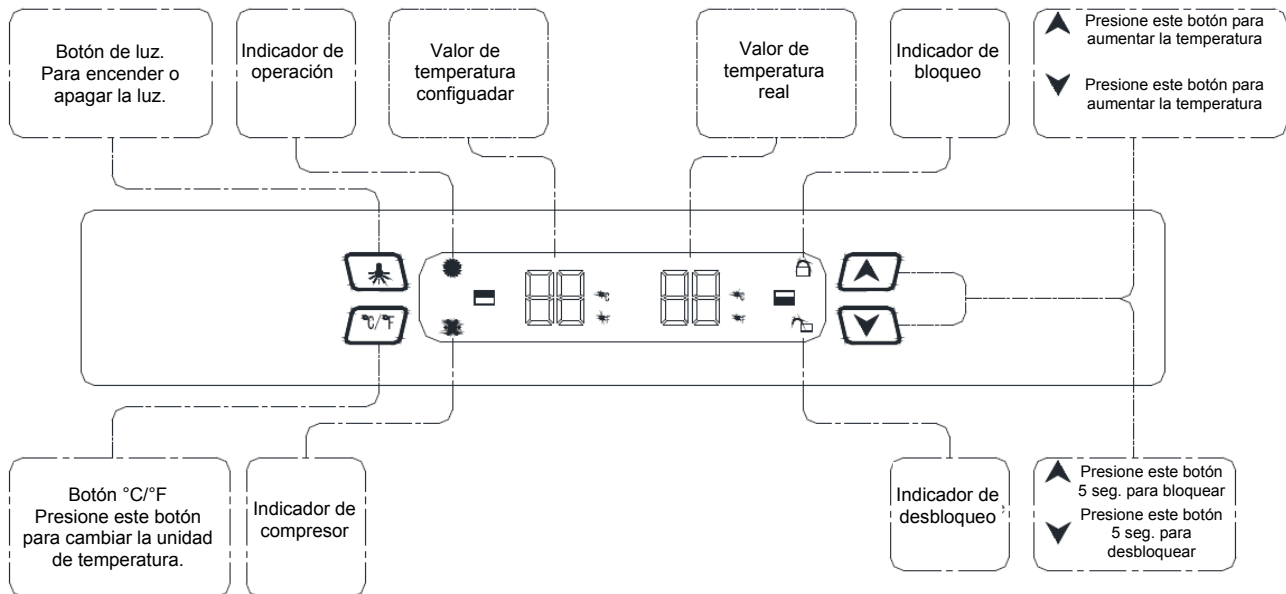 Botón de luz.
Para encender o
apagar la luz.
Indicador de
operación
Valor de
temperatura
configuadar
Valor de
temperatura
real
Indicador de
bloqueo
Presione este botón para
aumentar la temperatura
Presione este botón para
aumentar la temperatura
°C/°F
Botón °C/°F
Presione este botón
para cambiar la unidad
de temperatura.
Indicador de
compresor
Indicador de
desbloqueo
Presione este botón
5 seg. para bloquear
Presione este botón
5 seg. para
desbloquear